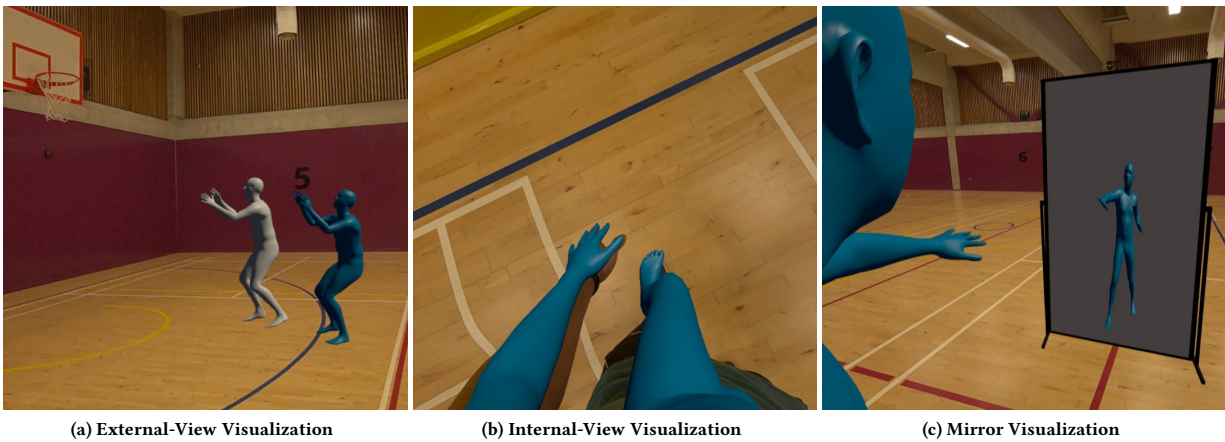 5
6
(a) External-View Visualization
(b) Internal-View Visualization
(c) Mirror Visualization